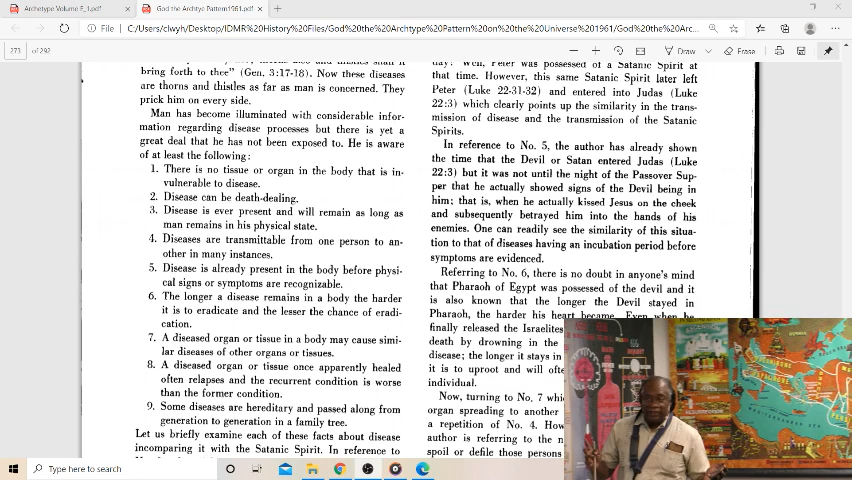 Archetype Volume F_1.pdf
God the Archtype Pattern1961.pdf
File
C:/Users/clwyh/Desktop/IDMR%20History%20Files/God%20the%20Archtype%20Pattern%20on%20the%20Universe%201961/God%20the%20Arc...
273 of 292
Draw
Erase
bring forth to thee" (Gen. 3:17-18). Now these diseases
are thorns and thistles as far as man is concerned. They
prick him on every side.
Man has become illuminated with considerable infor-
mation regarding disease processes but there is yet a
great deal that he has not been exposed to. He is aware
of at least the following:
1. There is no tissue or organ in the body that is in-
vulnerable to disease.
2. Disease can be death-dealing.
3. Disease is ever present and will remain as long as
man remains in his physical state.
4. Diseases are transmittable from one person to an-
other in many instances.
5. Disease is already present in the body before physi-
cal signs or symptoms are recognizable.
6. The longer a disease remains in a body the harder
it is to eradicate and the lesser the chance of eradi-
cation.
7. A diseased organ or tissue in a body may cause simi-
lar diseases of other organs or tissues.
8. A diseased organ or tissue once apparently healed
often relapses and the recurrent condition is worse
than the former condition.
9. Some diseases are hereditary and passed along from
generation to generation in a family tree.
Let us briefly examine each of these facts about disease
incomparing it with the Satanic Spirit. In reference to
day? Well, Peter was possessed of a Satanic Spirit at
that time. However, this same Satanic Spirit later left
Peter (Luke 22-31-32) and entered into Judas (Luke
22:3) which clearly points up the similarity in the trans-
mission of disease and the transmission of the Satanic
Spirits.
In reference to No. 5, the author has already shown
the time that the Devil or Satan entered Judas (Luke
22:3) but it was not until the night of the Passover Sup-
per that he actually showed signs of the Devil being in
him; that is, when he actually kissed Jesus on the cheek
and subsequently betrayed him into the hands of his
enemies. One can readily see the similarity of this situa-
tion to that of diseases having an incubation period before
symptoms are evidenced.
Referring to No. 6, there is no doubt in anyone's mind
that Pharaoh of Egypt was possessed of the devil and it
is also known that the longer the Devil stayed in
Pharaoh, the harder his heart became. Even when he
finally released the Israelites
death by drowning in the
disease; the longer it stays in
it is to uproot and will ofte
individual.
Now, turning to No. 7 whi
organ spreading to another
a repetition of No. 4. How
author is referring to the n
spoil or defile those persons
Type here to search